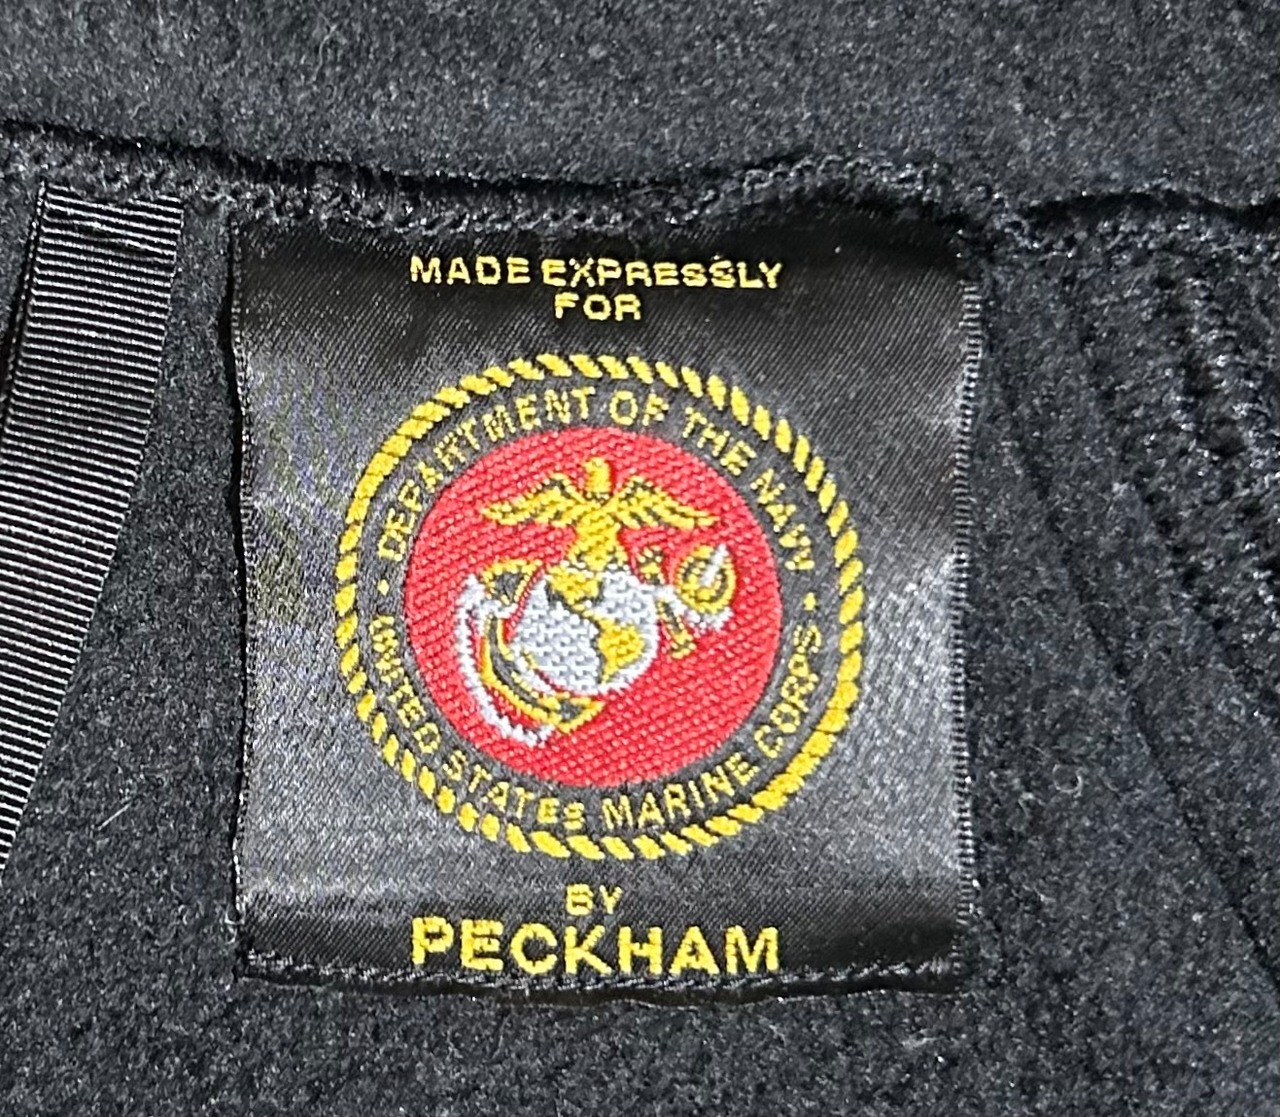 MADE EXPRESSLY
FOR
DEPARTMENT OF THE NAVY
UNITED STATES MARINE CORPS
BY
PECKHAM